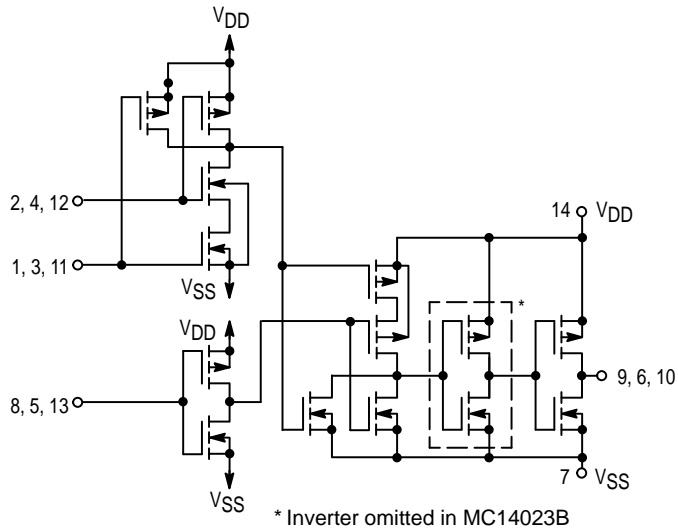 VDD
2, 4, 12
1, 3, 11
VSS
14 VDD
VDD
*
8, 5, 13
9, 6, 10
VSS
7 VSS
* Inverter omitted in MC14023B